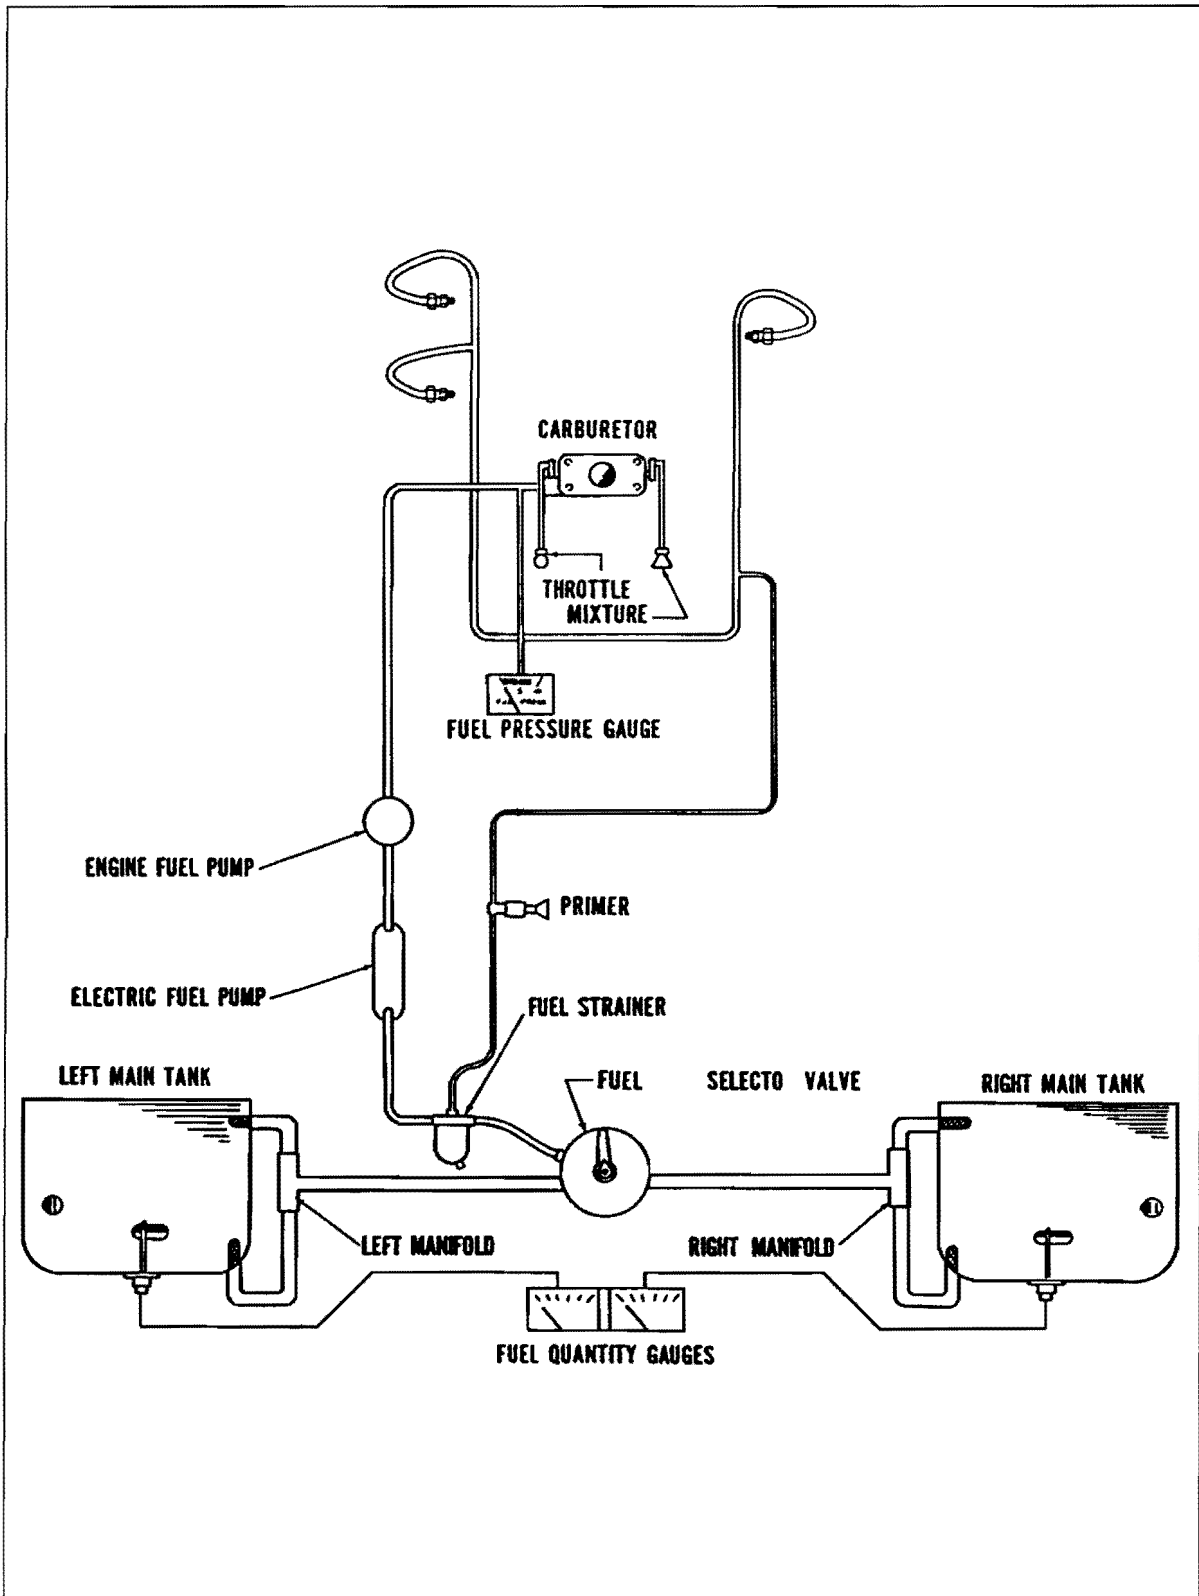 CARBURETOR
THROTTLE
MIXTURE
FUEL PRESSURE GAUGE
ENGINE FUEL PUMP
PRIMER
ELECTRIC FUEL PUMP
FUEL STRAINER
LEFT MAIN TANK
FUEL SELECTO VALVE
RIGHT MAIN TANK
LEFT MANIFOLD
RIGHT MANIFOLD
FUEL QUANTITY GAUGES